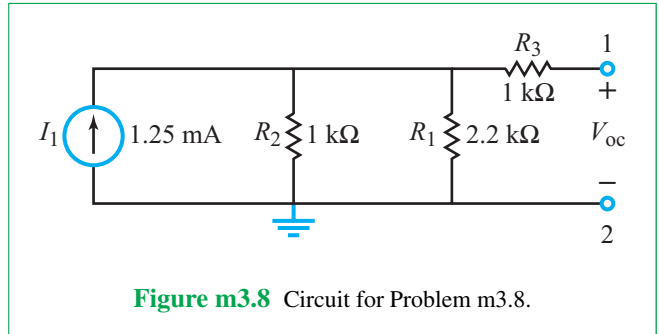 R3 1
1 kΩ +
I1 1.25 mA R2 1 kΩ R1 2.2 kΩ Voc
−
2
Figure m3.8 Circuit for Problem m3.8.